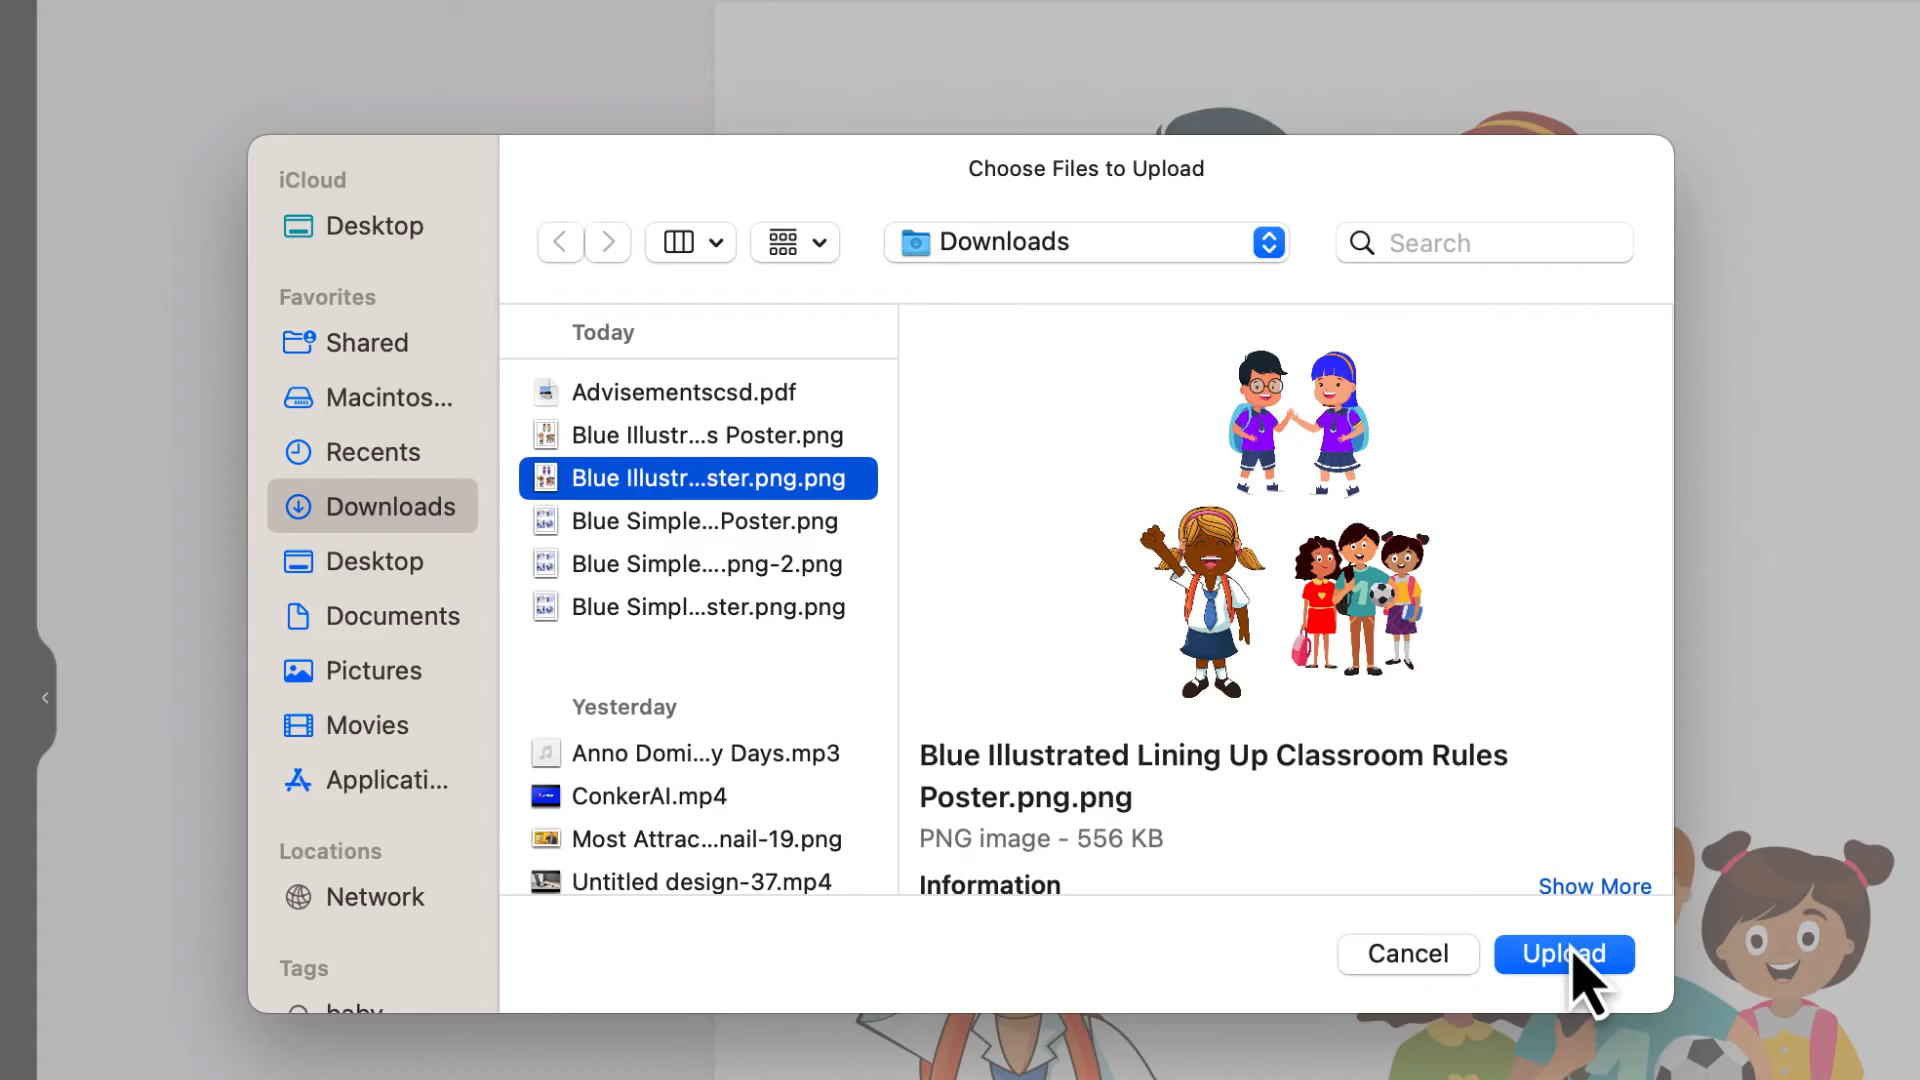 Choose Files to Upload
iCloud
Desktop
Favorites
Shared
Macintos...
Recents
Downloads
Desktop
Documents
Pictures
Movies
Applicati...
Locations
Network
Tags
baby
Downloads
Search
Today
Advisementscsd.pdf
Blue Illustr...s Poster.png
Blue Illustr...ster.png.png
Blue Simple...Poster.png
Blue Simple....png-2.png
Blue Simpl...ster.png.png
Yesterday
Anno Domi...y Days.mp3
ConkerAI.mp4
Most Attrac...nail-19.png
Untitled design-37.mp4
Blue Illustrated Lining Up Classroom Rules
Poster.png.png
PNG image - 556 KB
Information
Show More
Cancel
Upload